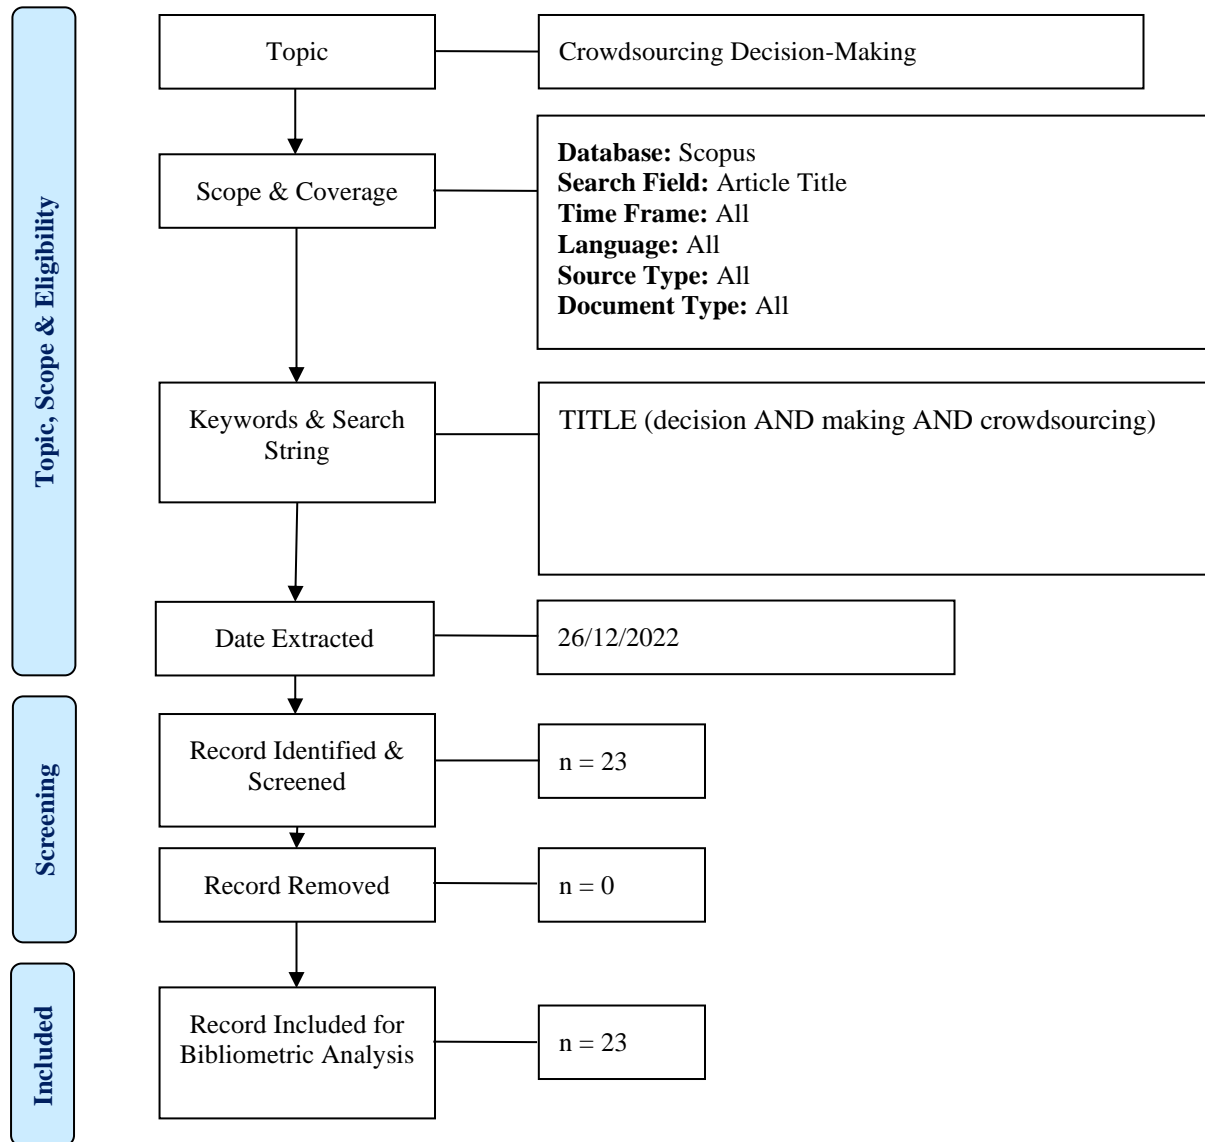 Topic, Scope & Eligibility
Topic
Crowdsourcing Decision-Making
Scope & Coverage
Database: Scopus
Search Field: Article Title
Time Frame: All
Language: All
Source Type: All
Document Type: All
Keywords & Search
String
TITLE (decision AND making AND crowdsourcing)
Date Extracted
26/12/2022
Screening
Record Identified &
Screened
n = 23
Record Removed
n = 0
Included
Record Included for
Bibliometric Analysis
n = 23